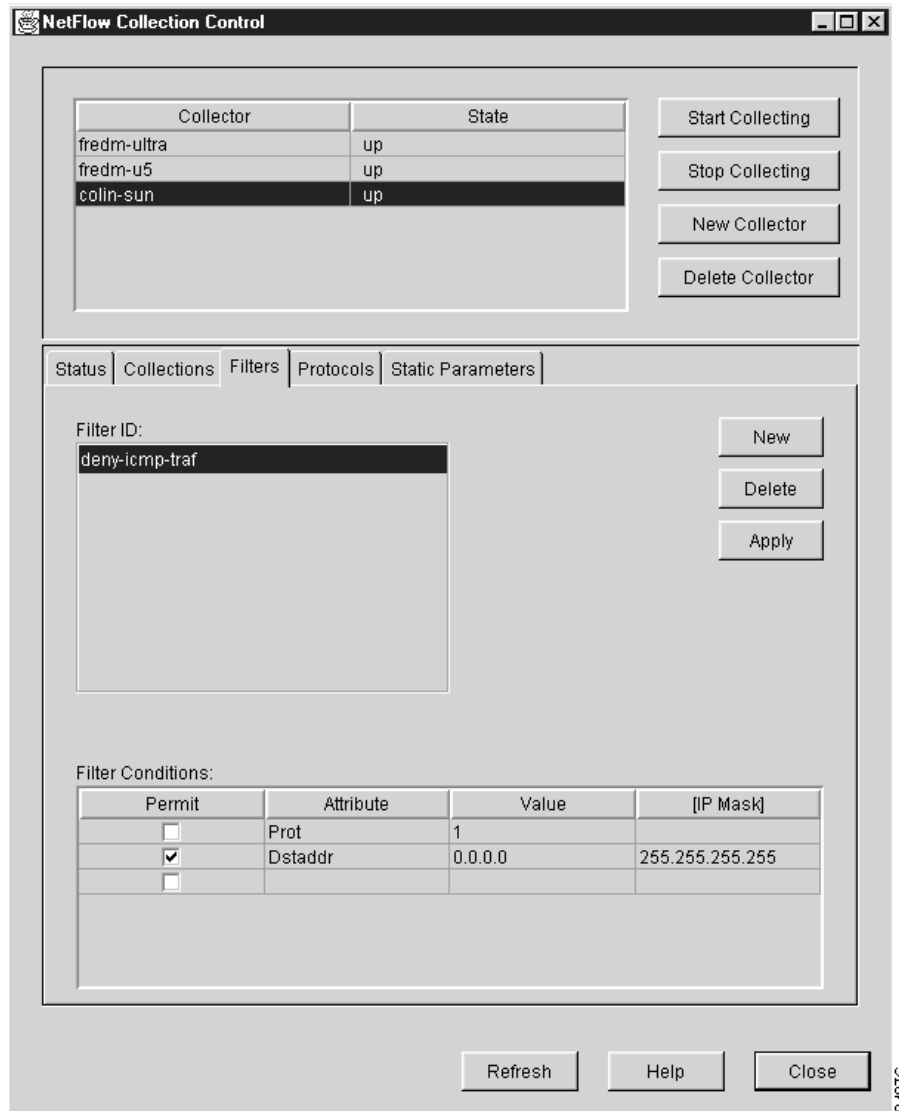 NetFlow Collection Control
Collector State
fredm-ultra up
fredm-u5 up
colin-sun up
Start Collecting
Stop Collecting
New Collector
Delete Collector
Status Collections Filters Protocols Static Parameters
Filter ID:
deny-icmp-traf
New
Delete
Apply
Filter Conditions:
Permit Attribute Value [IP Mask]
Prot 1
Dstaddr 0.0.0.0 255.255.255.255
Refresh Help Close